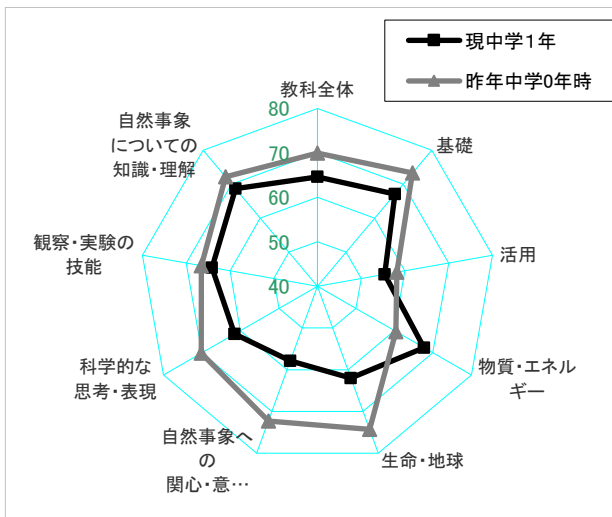 現中学1年
昨年中学0年時
教科全体
基礎
活用
物質・エネル
ギー
生命・地球
自然事象へ
の
関心・意…
科学的な
思考・表現
観察・実験の
技能
自然事象
についての
知識・理解
80
70
60
50
40